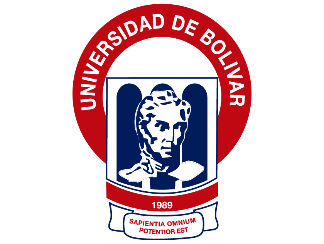 UNIVERSIDAD DE BOLIVAR
1989
SAPIENTIA OMNIUM
POTENTIOR EST